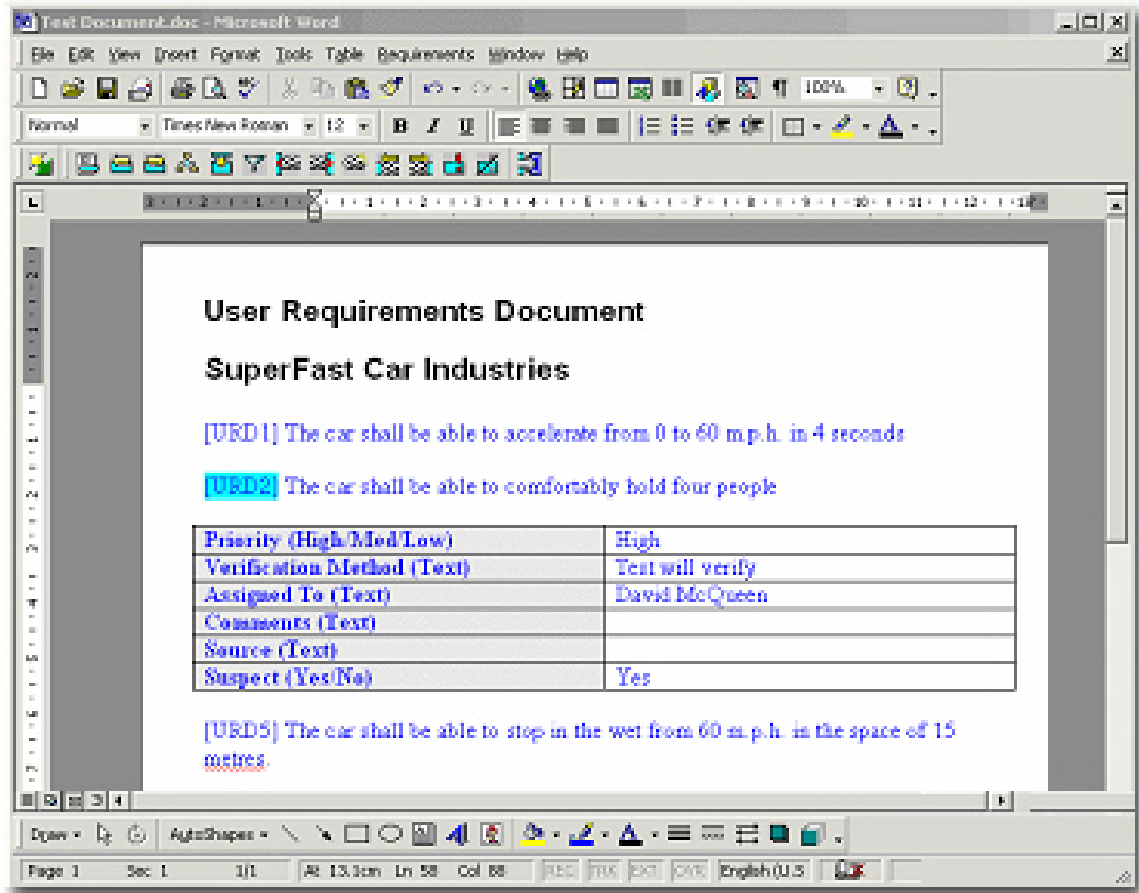 Test Document.doc - Microsoft Word
File Edit View Insert Format Tools Table Requirements Window Help
100%
Normal Times New Roman 12 B I U
User Requirements Document
SuperFast Car Industries
[URD1] The car shall be able to accelerate from 0 to 60 m.p.h. in 4 seconds
[URD2] The car shall be able to comfortably hold four people
Priority (High/Med/Low) High
Verification Method (Text) Test will verify
Assigned To (Text) David McQueen
Comments (Text)
Source (Text)
Suspect (Yes/No) Yes
[URD5] The car shall be able to stop in the wet from 60 m.p.h. in the space of 15
metres.
Draw AutoShapes
Page 1 Sec 1 1/1 At 13.1cm Ln 58 Col 68 REC TRK EXT OVR English (U.S